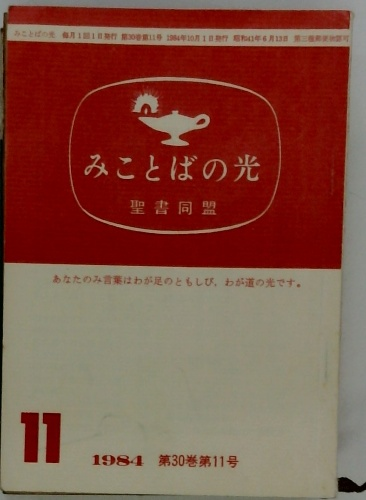 みことばの光 毎月1回1日発行 第30巻第11号 1984年10月1日発行 昭和41年6月13日 第三種郵便物認可
みことばの光
聖書同盟
あなたのみ言葉はわが足のともしび、わが道の光です。
11
1984 第30巻第11号